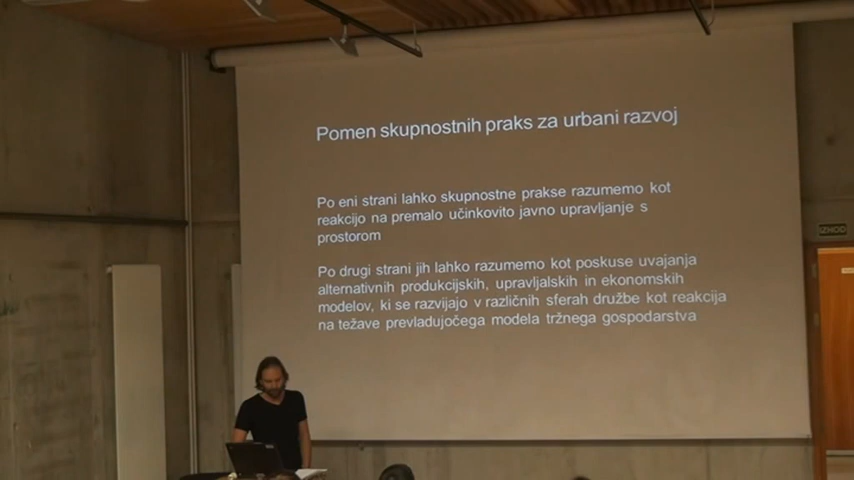 Pomen skupnostnih praks za urbani razvoj
Po eni strani lahko skupnostne prakse razumemo kot
reakcijo na premalo učinkovito javno upravljanje s
prostorom
Po drugi strani jih lahko razumemo kot poskuse uvajanja
alternativnih produkcijskih, upravljalskih in ekonomskih
modelov, ki se razvijajo v različnih sferah družbe kot reakcija
na težave prevladujočega modela tržnega gospodarstva
IZHOD